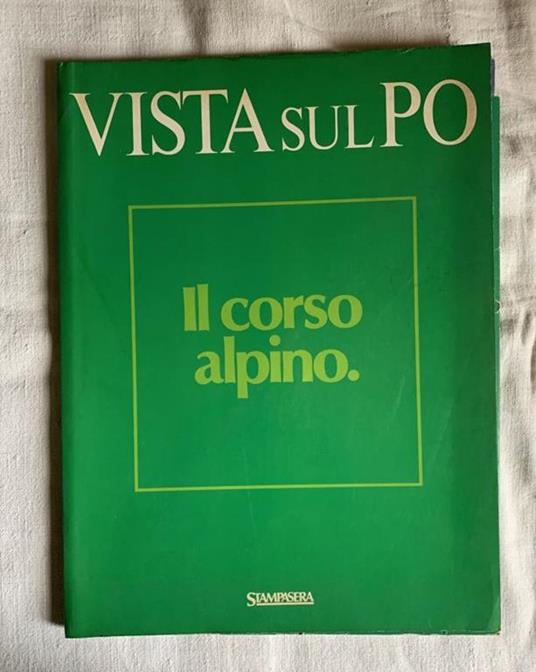 VISTA SUL PO
Il corso
alpino.
STAMPASERA